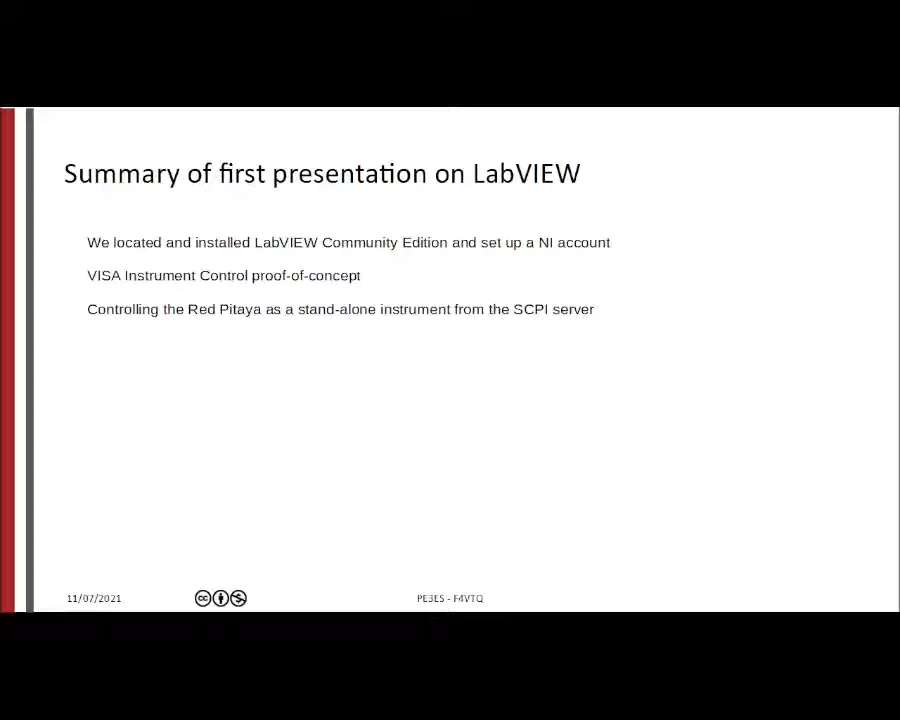 Summary of first presentation on LabVIEW
We located and installed LabVIEW Community Edition and set up a NI account
VISA Instrument Control proof-of-concept
Controlling the Red Pitaya as a stand-alone instrument from the SCPI server
11/07/2021 cc PE3ES - F4VTQ